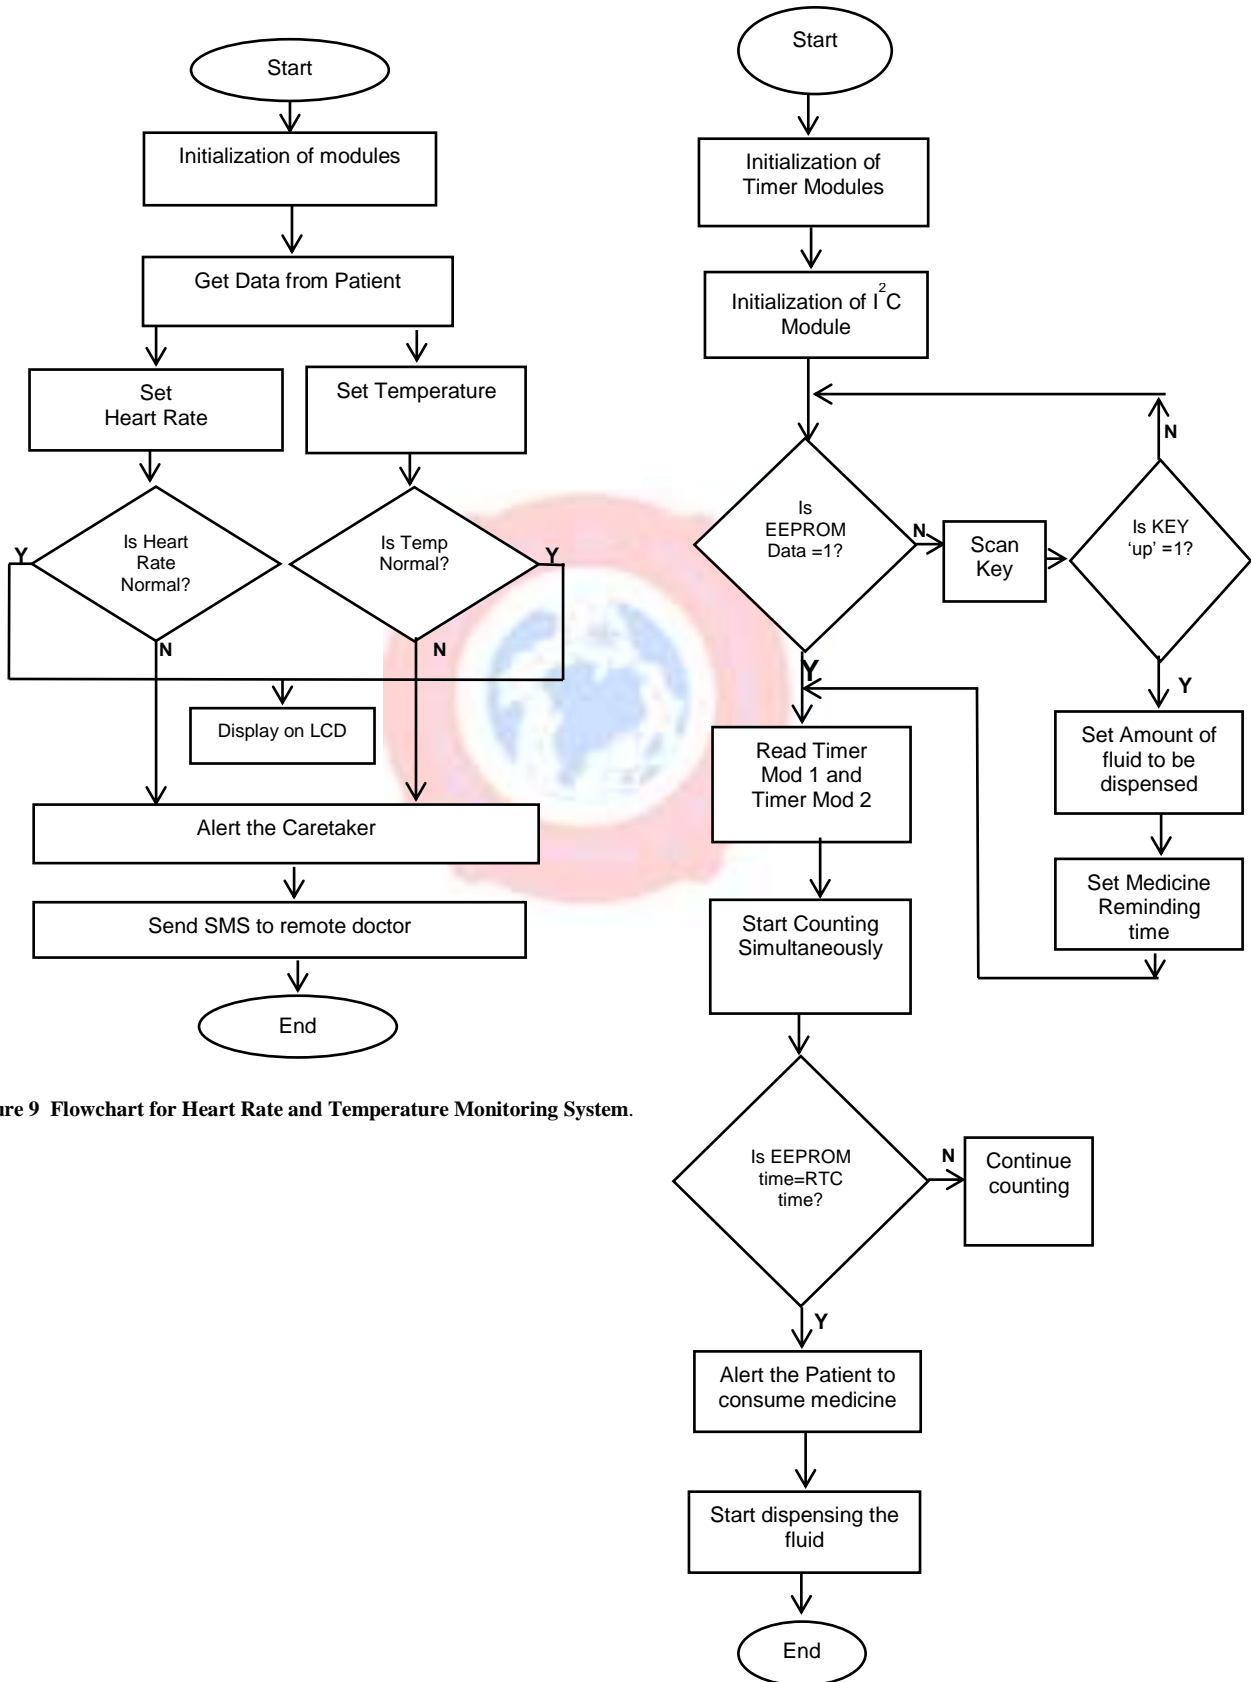 Start
Initialization of modules
Get Data from Patient
Set
Heart Rate
Set Temperature
Is Heart
Rate
Normal?
Y
N
Is Temp
Normal?
Y
N
Display on LCD
Alert the Caretaker
Send SMS to remote doctor
End
ure 9 Flowchart for Heart Rate and Temperature Monitoring System.
Start
Initialization of
Timer Modules
Initialization of I²C
Module
Is
EEPROM
Data =1?
N
Scan
Key
Is KEY
‘up’ =1?
N
Y
Y
Set Amount of
fluid to be
dispensed
Set Medicine
Reminding
time
Read Timer
Mod 1 and
Timer Mod 2
Start Counting
Simultaneously
Is EEPROM
time=RTC
time?
N
Continue
counting
Y
Alert the Patient to
consume medicine
Start dispensing the
fluid
End